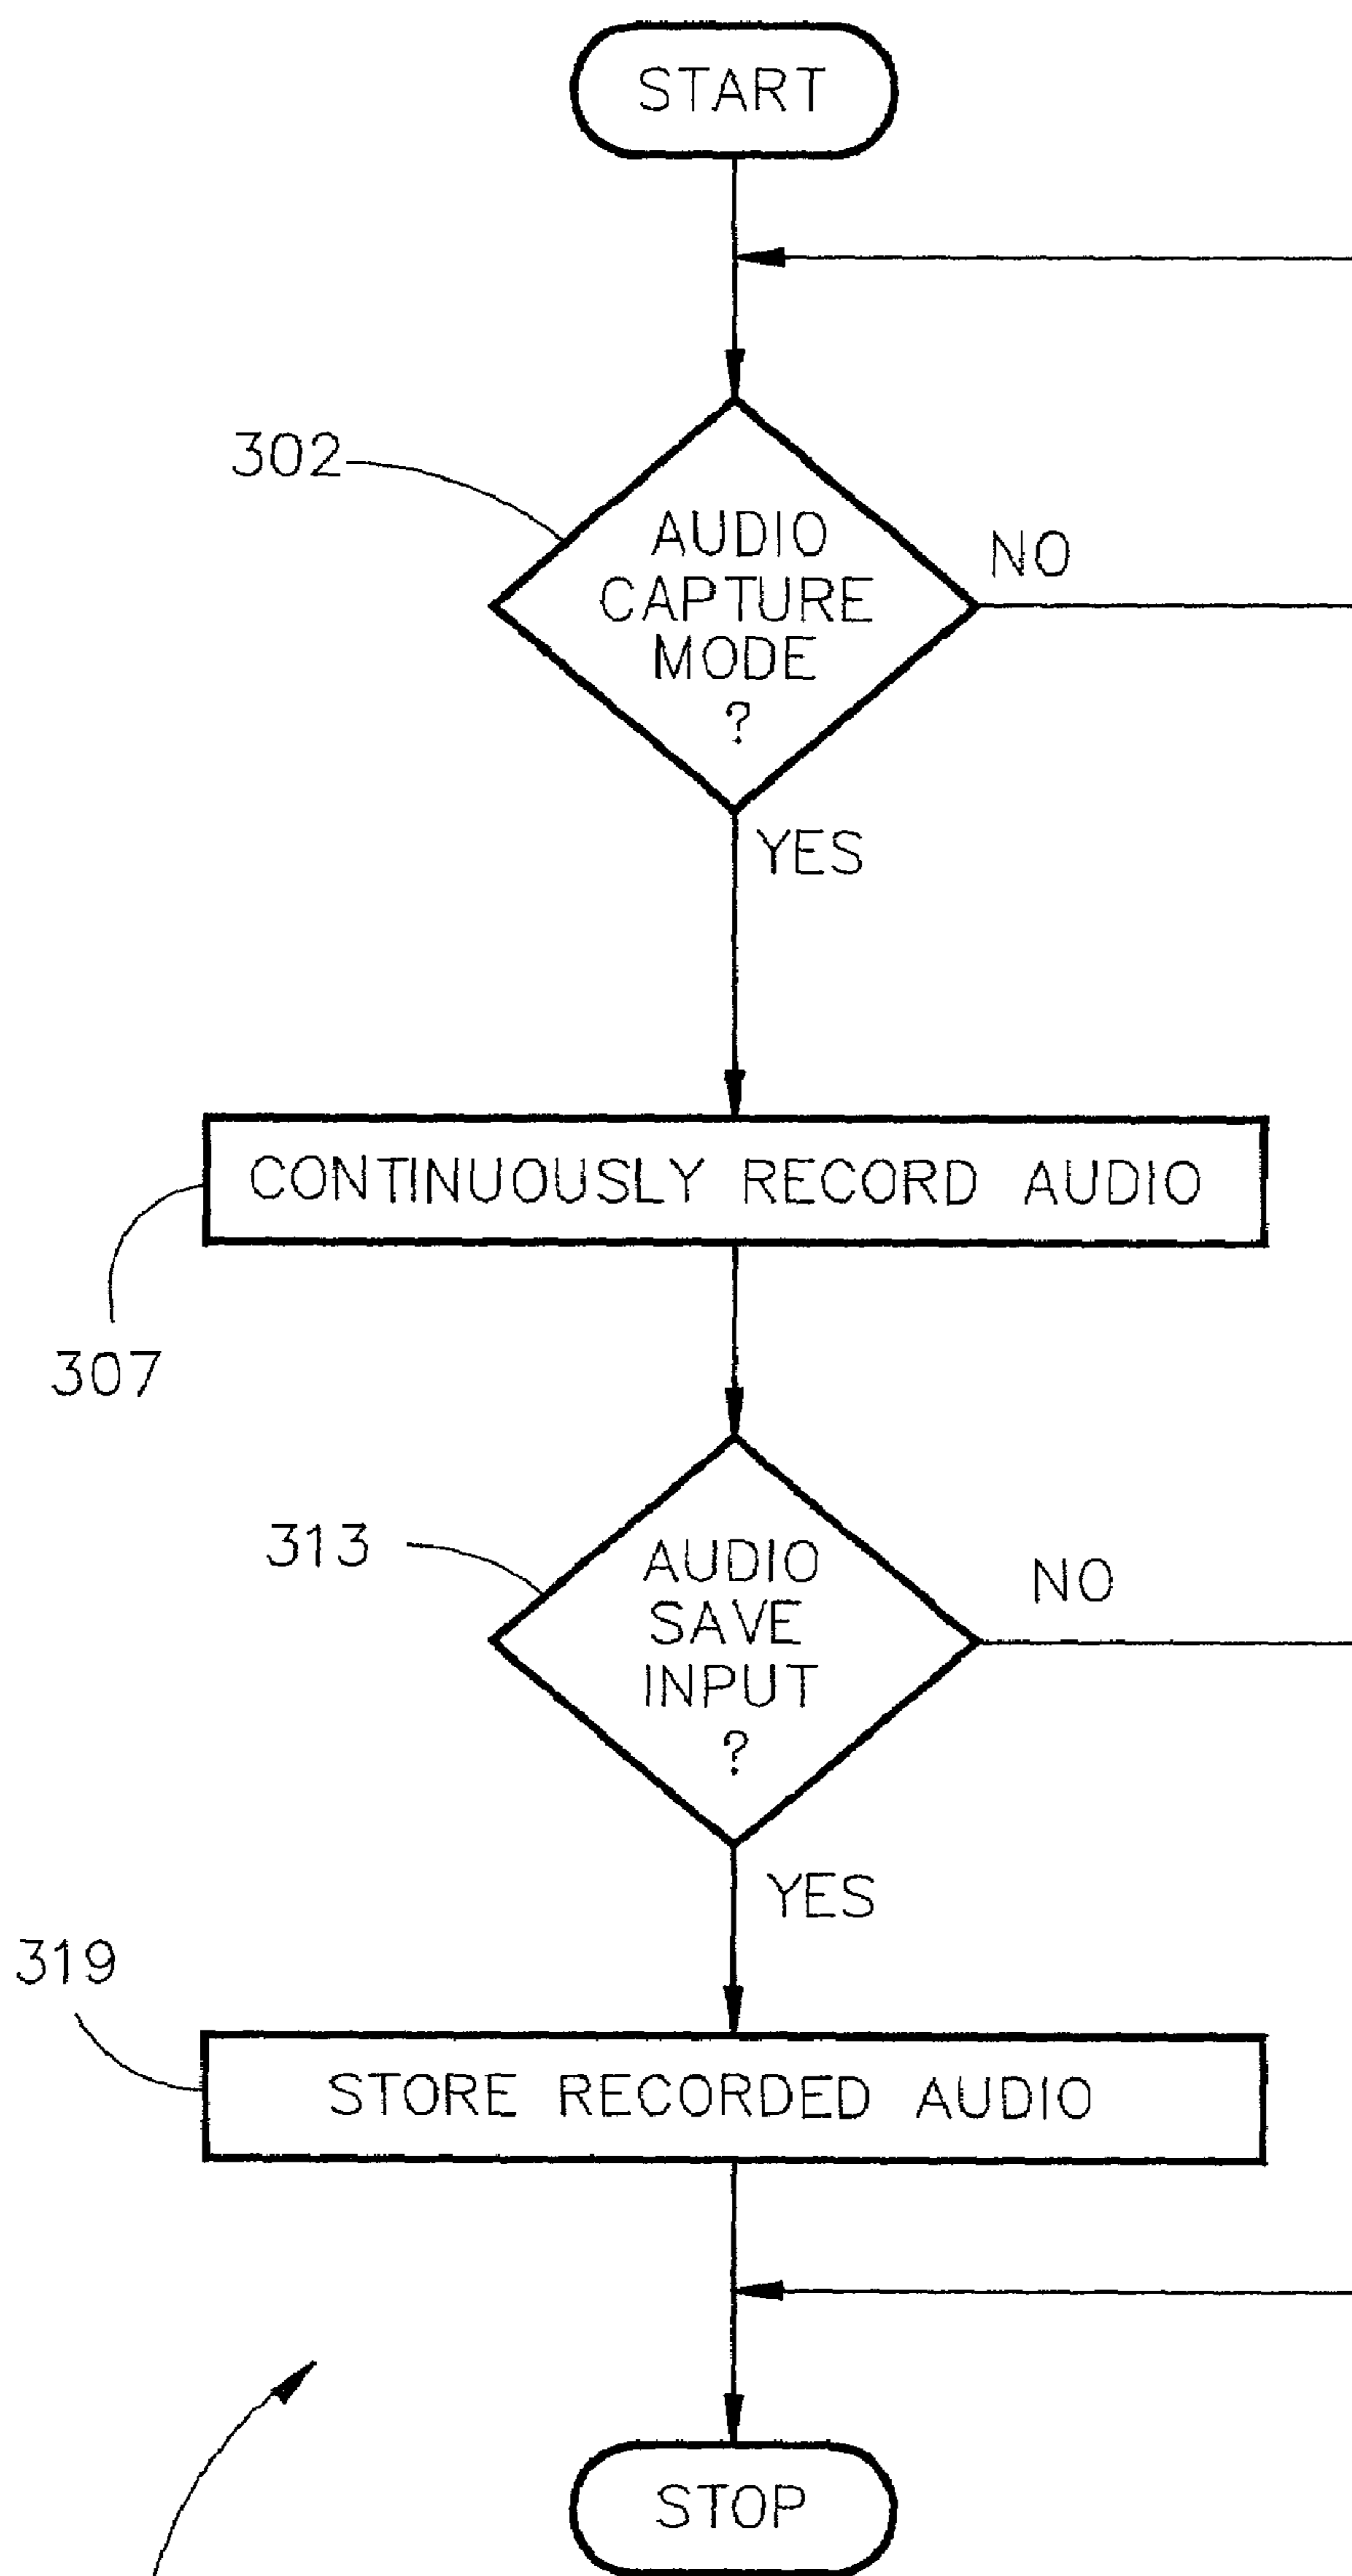 START
302
AUDIO
CAPTURE
MODE
?
NO
YES
CONTINUOUSLY RECORD AUDIO
307
313
AUDIO
SAVE
INPUT
?
NO
YES
319
STORE RECORDED AUDIO
STOP